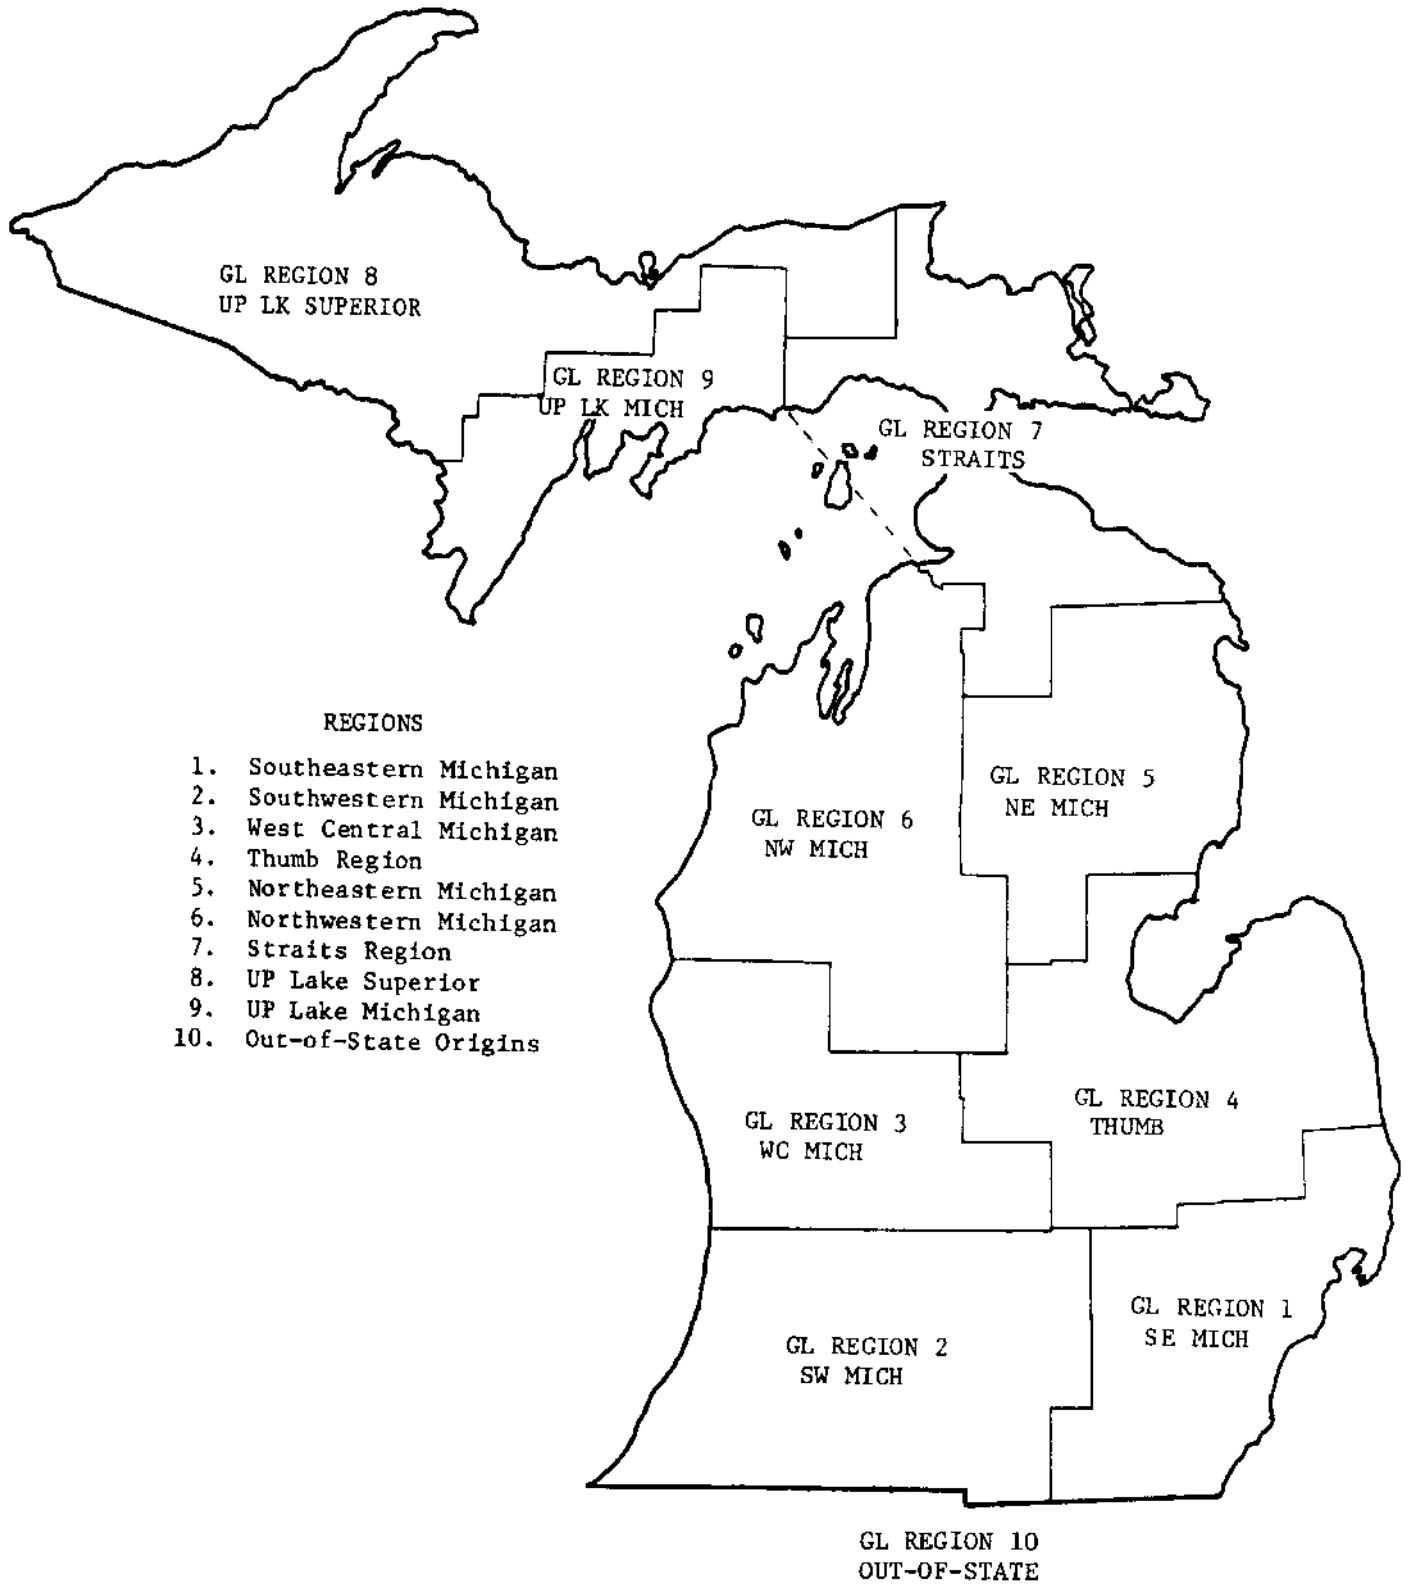 GL REGION 8
UP LK SUPERIOR
GL REGION 9
UP LK MICH
GL REGION 7
STRAITS
REGIONS
1. Southeastern Michigan
2. Southwestern Michigan
3. West Central Michigan
4. Thumb Region
5. Northeastern Michigan
6. Northwestern Michigan
7. Straits Region
8. UP Lake Superior
9. UP Lake Michigan
10. Out-of-State Origins
GL REGION 5
NE MICH
GL REGION 6
NW MICH
GL REGION 4
THUMB
GL REGION 3
WC MICH
GL REGION 1
SE MICH
GL REGION 2
SW MICH
GL REGION 10
OUT-OF-STATE